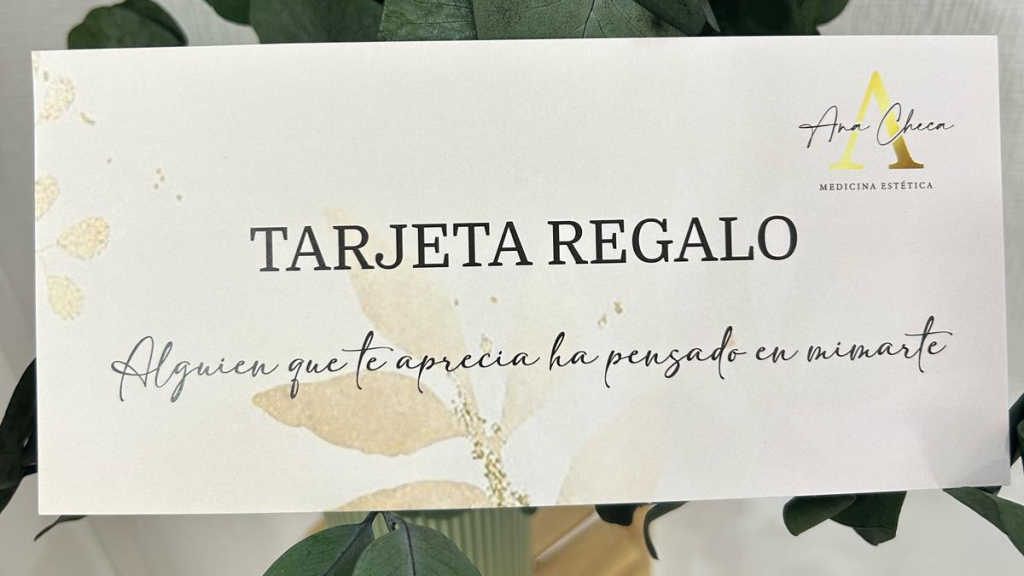 Ana Checa
MEDICINA ESTÉTICA
TARJETA REGALO
Alguien que te aprecia ha pensado en mimarte